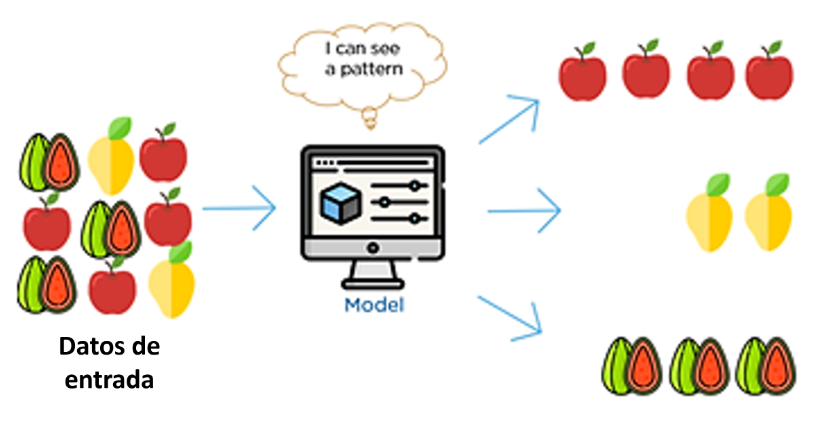 I can see
a pattern
Model
Datos de
entrada